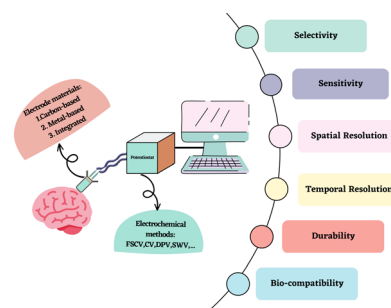 Electrode materials:
1.Carbon-based
2. Metal-based
3. Integrated
Potentiostat
Electrochemical
methods:
FSCV,CV,DPV,SWV,...
Selectivity
Sensitivity
Spatial Resolution
Temporal Resolution
Durability
Bio-compatibility